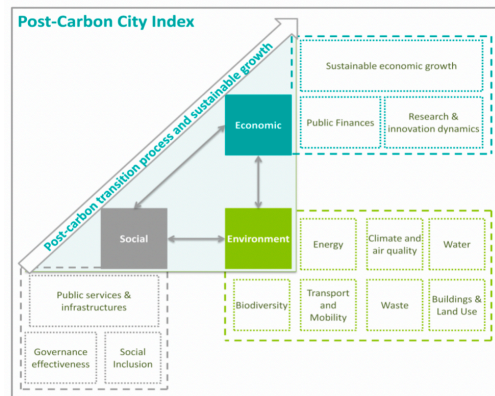 Post-Carbon City Index
Post-carbon transition process and sustainable growth
Sustainable economic growth
Economic
Public Finances
Research &
innovation dynamics
Social
Environment
Energy
Climate and
air quality
Water
Biodiversity
Transport
and
Mobility
Waste
Buildings &
Land Use
Public services &
infrastructures
Governance
effectiveness
Social
Inclusion